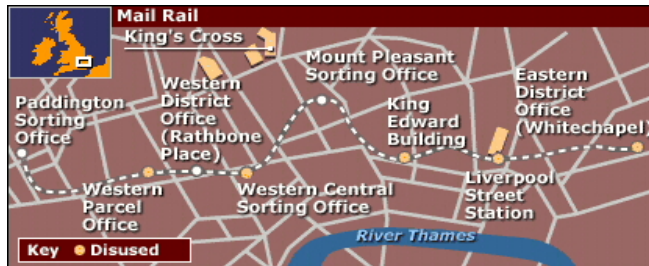 Mail Rail
King's Cross
Mount Pleasant
Sorting Office
Eastern
District
Office
(Whitechapel)
Western
District
Office
(Rathbone
Place)
Paddington
Sorting
Office
King
Edward
Building
Western
Parcel
Office
Western Central
Sorting Office
Liverpool
Street
Station
River Thames
Key Disused